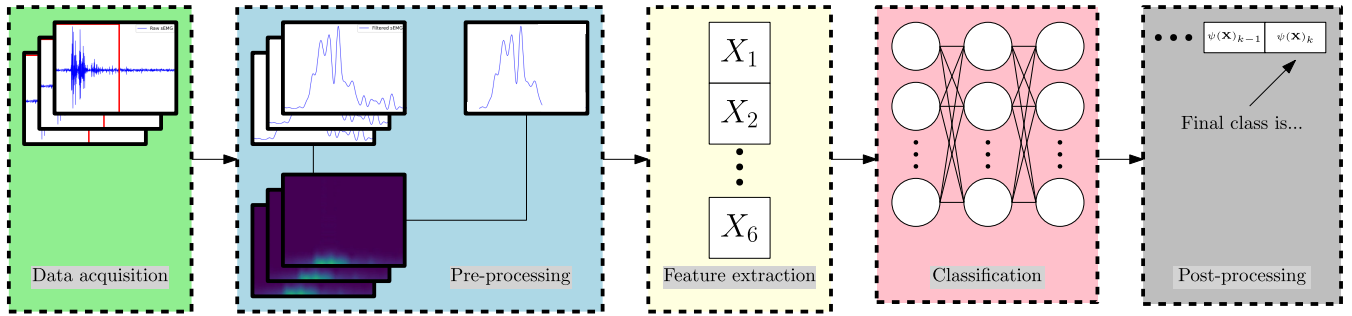 Raw sEMG
Data acquisition
Filtered sEMG
Pre-processing
X₁
X₂
X₆
Feature extraction
Classification
ψ(𝐗)ₖ₋₁ ψ(𝐗)ₖ
Final class is...
Post-processing